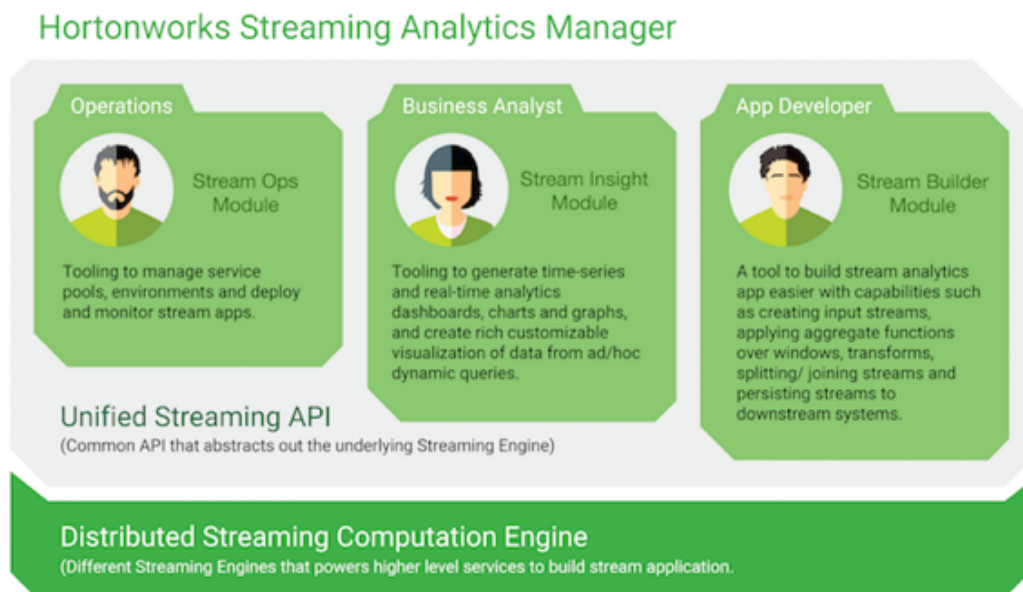 Hortonworks Streaming Analytics Manager
Operations
Stream Ops
Module
Tooling to manage service
pools, environments and deploy
and monitor stream apps.
Business Analyst
Stream Insight
Module
Tooling to generate time-series
and real-time analytics
dashboards, charts and graphs,
and create rich customizable
visualization of data from ad/hoc
dynamic queries.
App Developer
Stream Builder
Module
A tool to build stream analytics
app easier with capabilities such
as creating input streams,
applying aggregate functions
over windows, transforms,
splitting/ joining streams and
persisting streams to
downstream systems.
Unified Streaming API
(Common API that abstracts out the underlying Streaming Engine)
Distributed Streaming Computation Engine
(Different Streaming Engines that powers higher level services to build stream application.